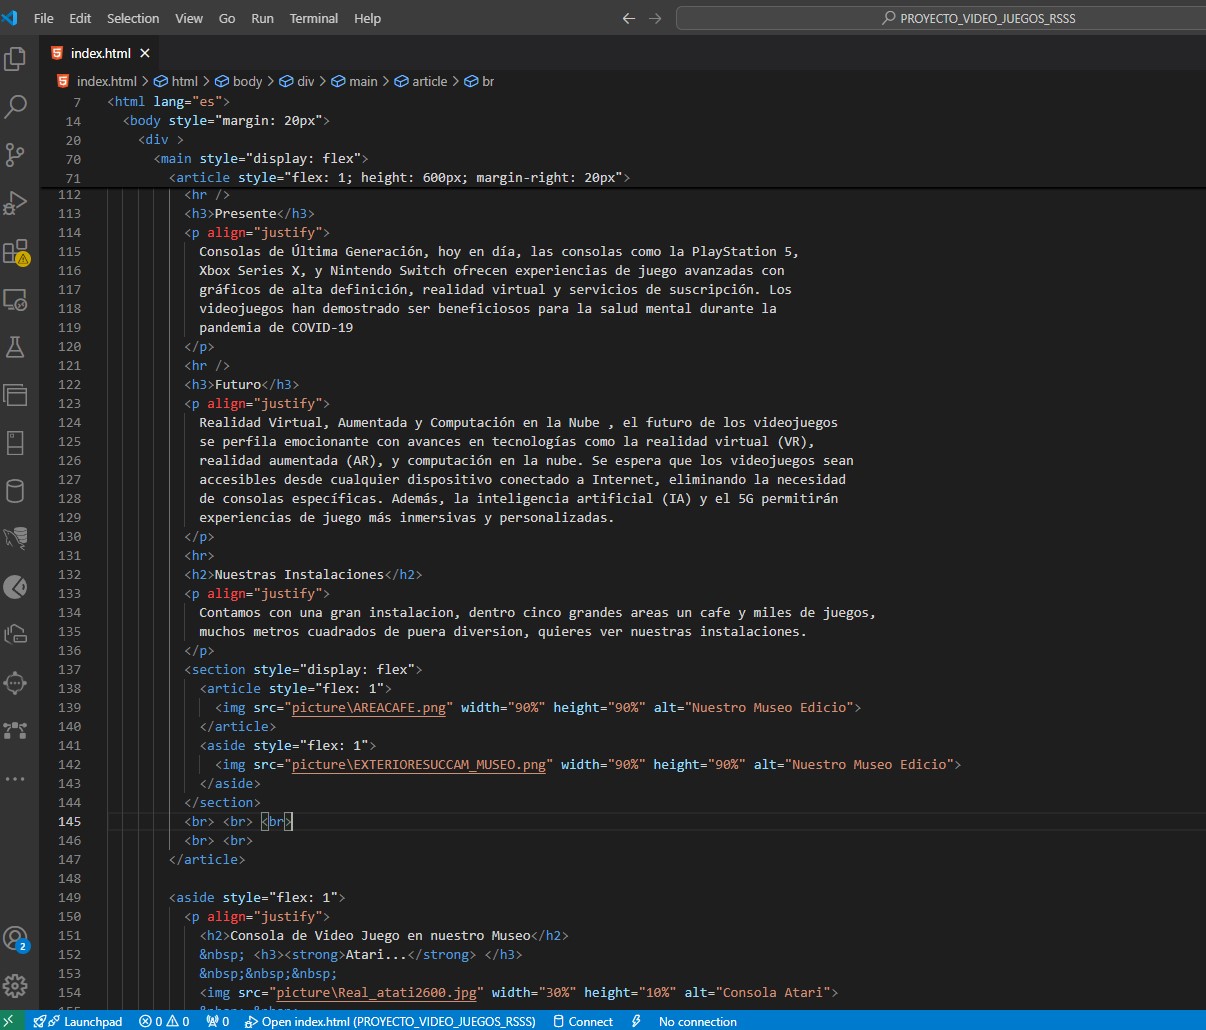 File Edit Selection View Go Run Terminal Help
PROYECTO_VIDEO_JUEGOS_RSSS
index.html
index.html > html > body > div > main > article > br
7 <html lang="es">
14 <body style="margin: 20px">
20 <div >
70 <main style="display: flex">
71 <article style="flex: 1; height: 600px; margin-right: 20px">
112 <hr />
113 <h3>Presente</h3>
114 <p align="justify">
115 Consolas de Última Generación, hoy en día, las consolas como la PlayStation 5,
116 Xbox Series X, y Nintendo Switch ofrecen experiencias de juego avanzadas con
117 gráficos de alta definición, realidad virtual y servicios de suscripción. Los
118 videojuegos han demostrado ser beneficiosos para la salud mental durante la
119 pandemia de COVID-19
120 </p>
121 <hr />
122 <h3>Futuro</h3>
123 <p align="justify">
124 Realidad Virtual, Aumentada y Computación en la Nube , el futuro de los videojuegos
125 se perfila emocionante con avances en tecnologías como la realidad virtual (VR),
126 realidad aumentada (AR), y computación en la nube. Se espera que los videojuegos sean
127 accesibles desde cualquier dispositivo conectado a Internet, eliminando la necesidad
128 de consolas específicas. Además, la inteligencia artificial (IA) y el 5G permitirán
129 experiencias de juego más inmersivas y personalizadas.
130 </p>
131 <hr>
132 <h2>Nuestras Instalaciones</h2>
133 <p align="justify">
134 Contamos con una gran instalacion, dentro cinco grandes areas un cafe y miles de juegos,
135 muchos metros cuadrados de puera diversion, quieres ver nuestras instalaciones.
136 </p>
137 <section style="display: flex">
138 <article style="flex: 1">
139 <img src="picture\AREACAFE.png" width="90%" height="90%" alt="Nuestro Museo Edicio">
140 </article>
141 <aside style="flex: 1">
142 <img src="picture\EXTERIORESUCCAM_MUSEO.png" width="90%" height="90%" alt="Nuestro Museo Edicio">
143 </aside>
144 </section>
145 <br> <br> <br>
146 <br> <br>
147 </article>
148
149 <aside style="flex: 1">
150 <p align="justify">
151 <h2>Consola de Video Juego en nuestro Museo</h2>
152 &nbsp; <h3><strong>Atari...</strong> </h3>
153 &nbsp;&nbsp;&nbsp;
154 <img src="picture\Real_atati2600.jpg" width="30%" height="10%" alt="Consola Atari">
2
Launchpad 0 0 0 Open index.html (PROYECTO_VIDEO_JUEGOS_RSSS) Connect No connection